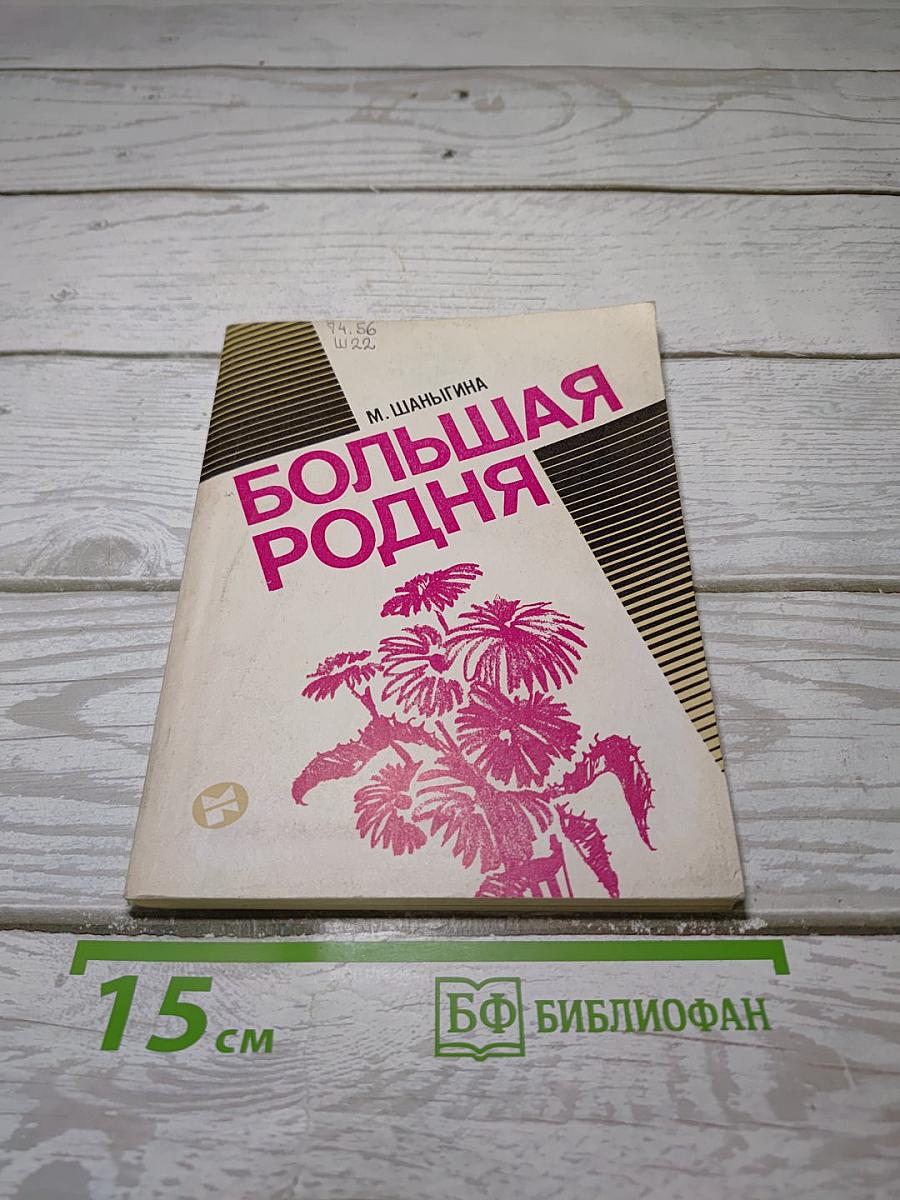 74.56
Ш22
М. ШАНЫГИНА
БОЛЬШАЯ
РОДНЯ
15 см
БФ БИБЛИОФАН